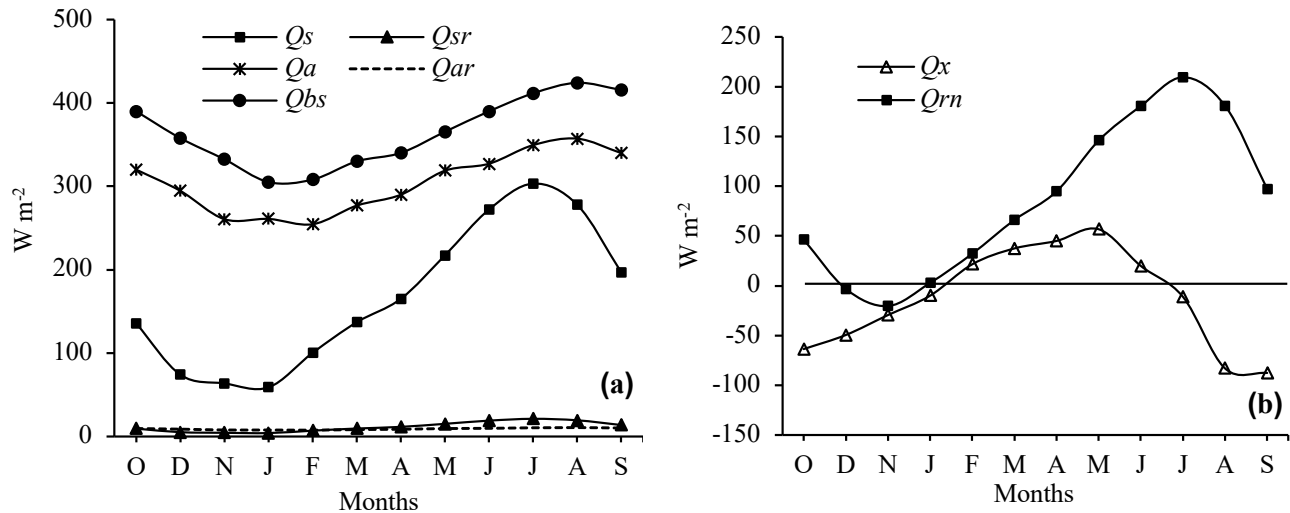 500
400
300
200
100
0
W m-2
Qs
Qsr
Qa
Qar
Qbs
(a)
O D N J F M A M J J A S
Months
250
200
150
100
50
0
-50
-100
-150
W m-2
Qx
Qrn
(b)
O D N J F M A M J J A S
Months